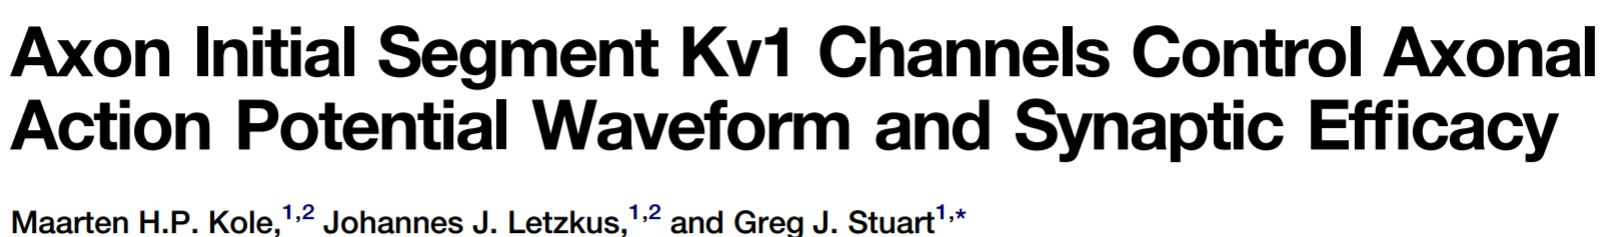 Axon Initial Segment Kv1 Channels Control Axonal
Action Potential Waveform and Synaptic Efficacy
Maarten H.P. Kole,1,2 Johannes J. Letzkus,1,2 and Greg J. Stuart1,*